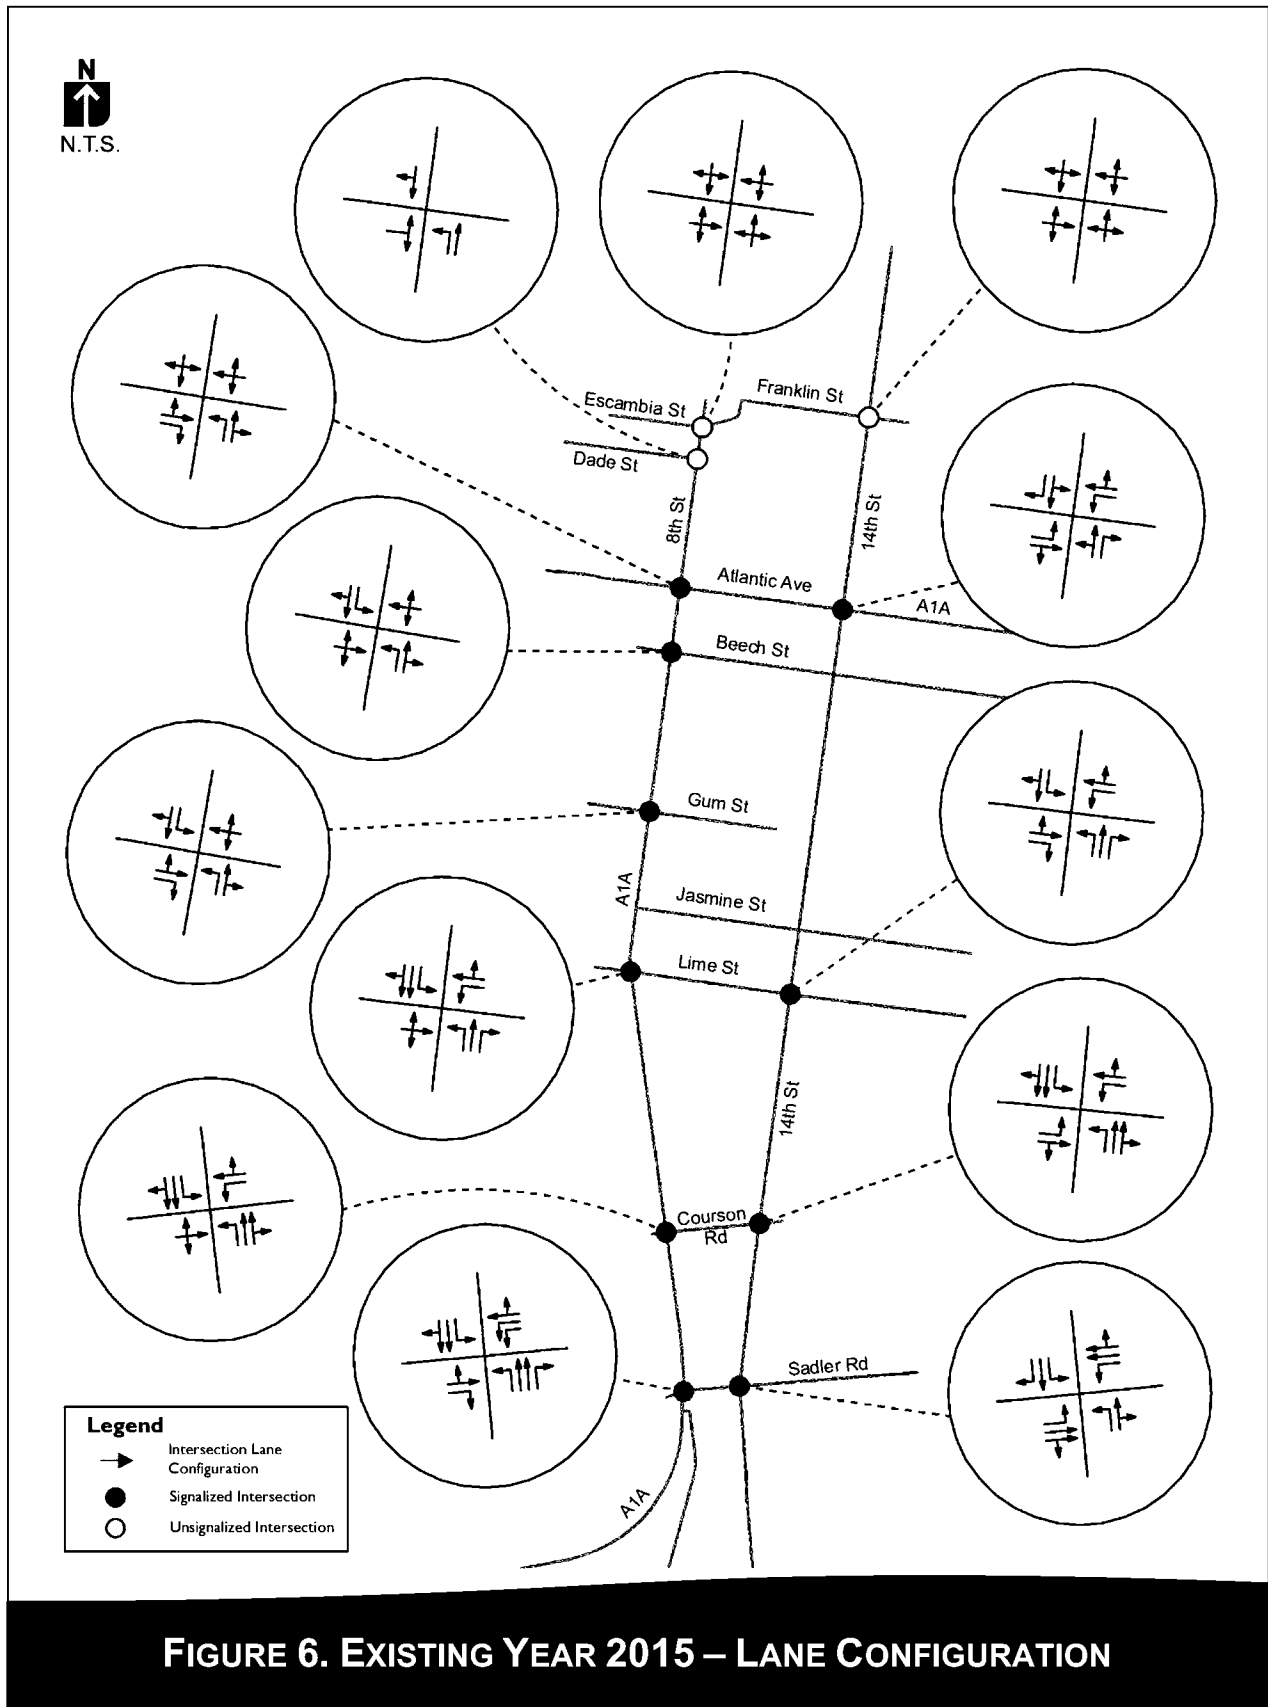 N
N.T.S.
Franklin St
Escambia St
Dade St
8th St
14th St
Atlantic Ave
A1A
Beech St
Gum St
A1A
Jasmine St
Lime St
14th St
Courson
Rd
Sadler Rd
A1A
Legend
Intersection Lane
Configuration
Signalized Intersection
Unsignalized Intersection
FIGURE 6. EXISTING YEAR 2015 – LANE CONFIGURATION